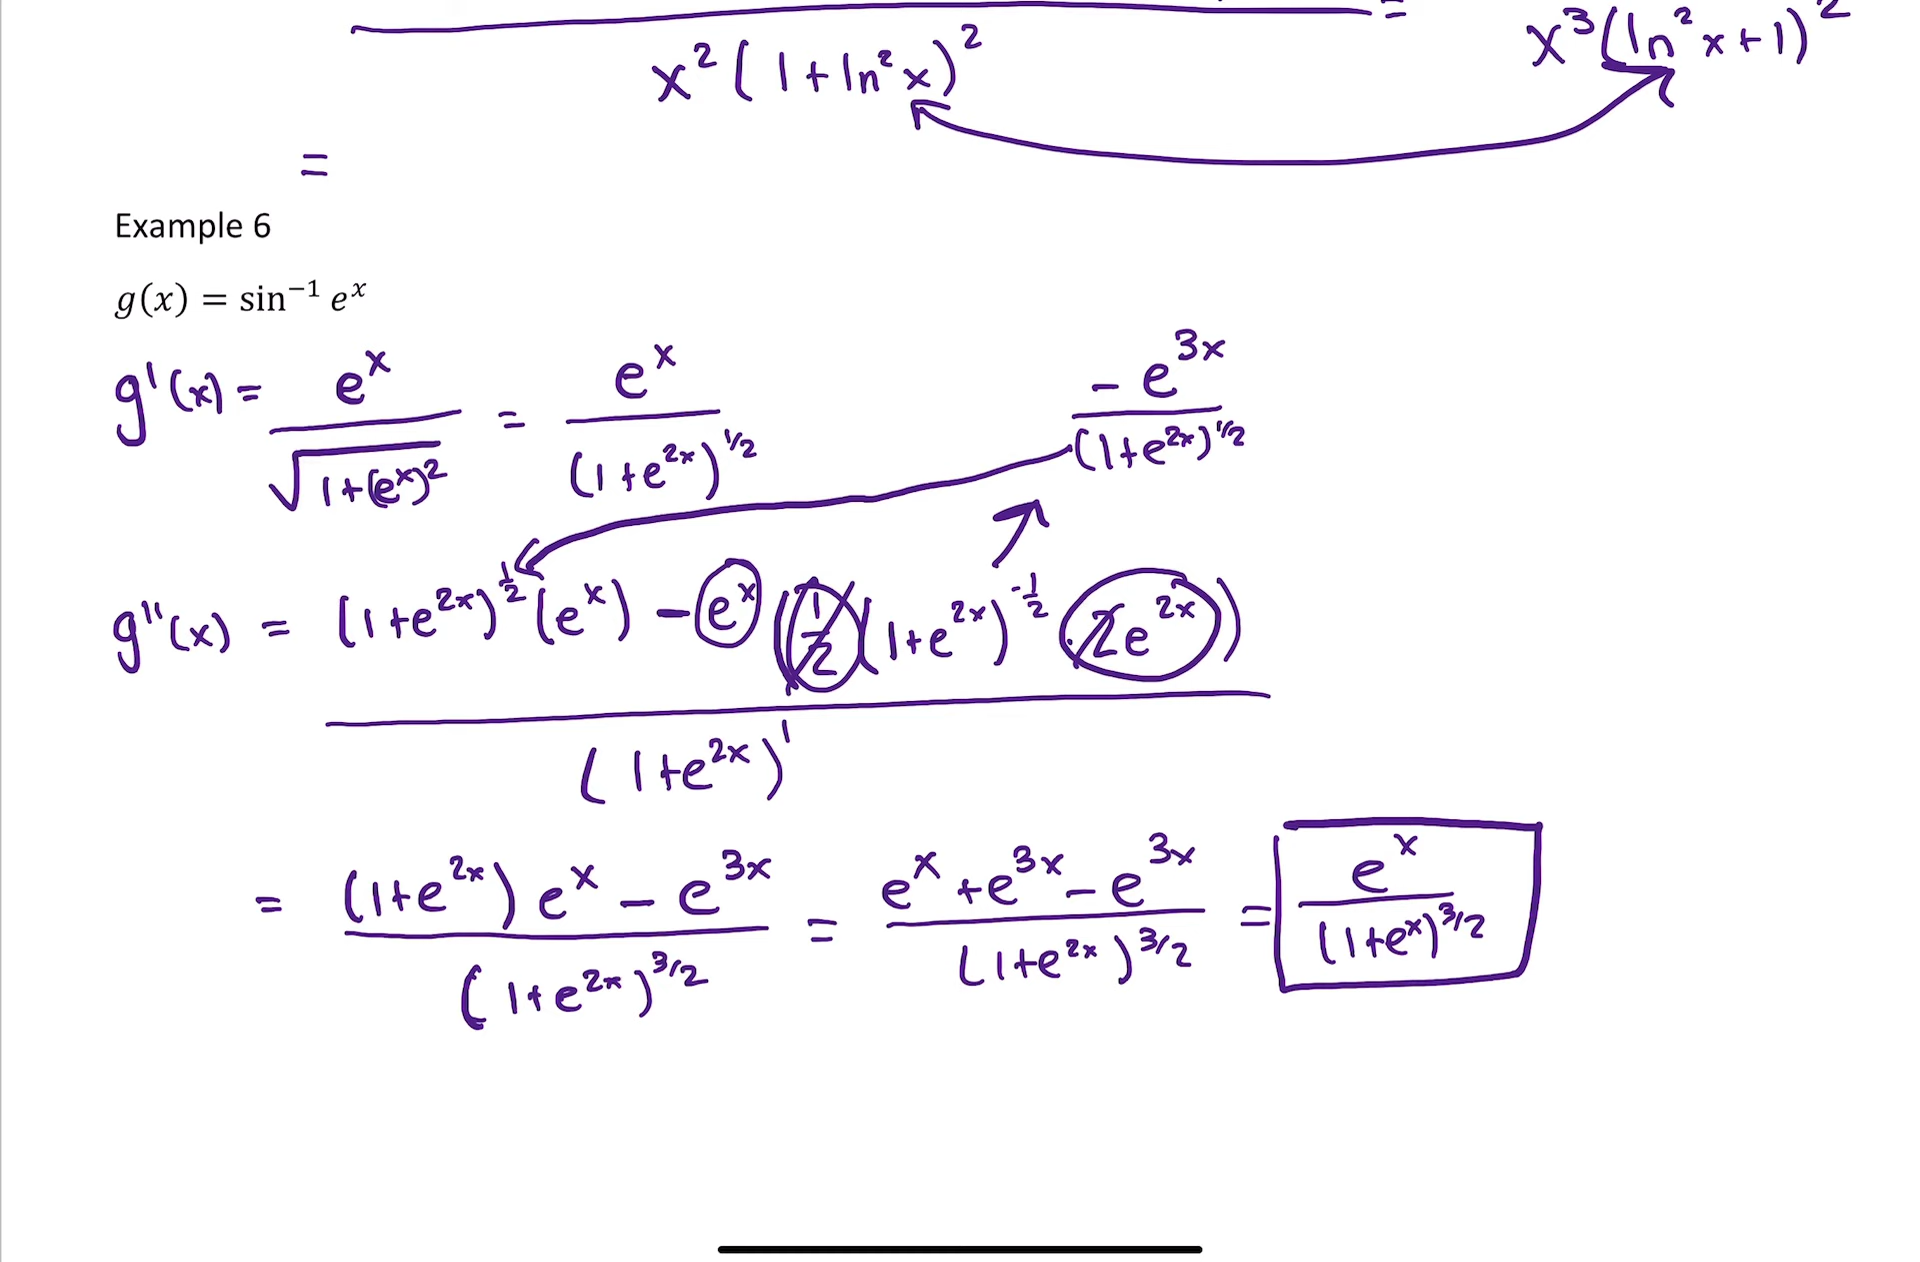 =
x²(1+ln²x)²
x³(ln²x+1)²
=
Example 6
g(x) = sin⁻¹ eˣ
g'(x) = eˣ / √(1+(eˣ)²) = eˣ / (1+e²ˣ)^½
- e³ˣ / (1+e²ˣ)^½
g''(x) = (1+e²ˣ)^½ (eˣ) - eˣ (½ (1+e²ˣ)^-½ · 2e²ˣ) / (1+e²ˣ)¹
= (1+e²ˣ) eˣ - e³ˣ / (1+e²ˣ)^3/2 = eˣ + e³ˣ - e³ˣ / (1+e²ˣ)^3/2 = eˣ / (1+eˣ)^3/2